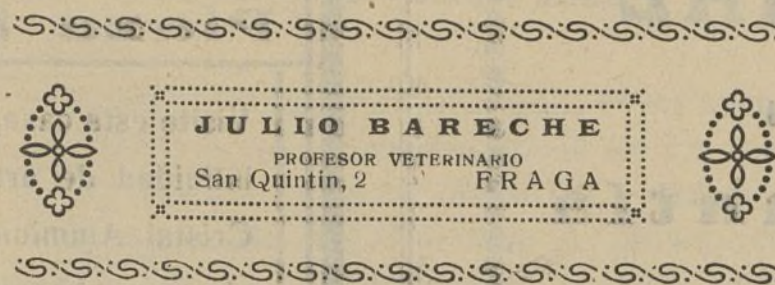 JULIO BARECHE
PROFESOR VETERINARIO
San Quintin, 2 FRAGA